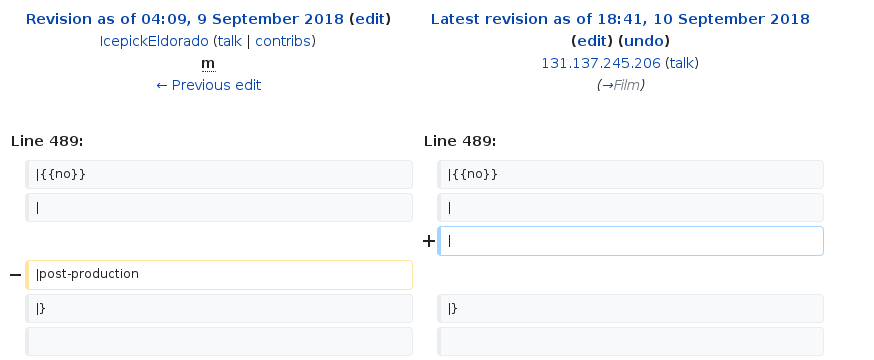 Revision as of 04:09, 9 September 2018 (edit)
IcepickEldorado (talk | contribs)
m
← Previous edit
Latest revision as of 18:41, 10 September 2018
(edit) (undo)
131.137.245.206 (talk)
(→Film)
Line 489:
Line 489:
|{{no}}
|{{no}}
|
|
+ |
− |post-production
|}
|}